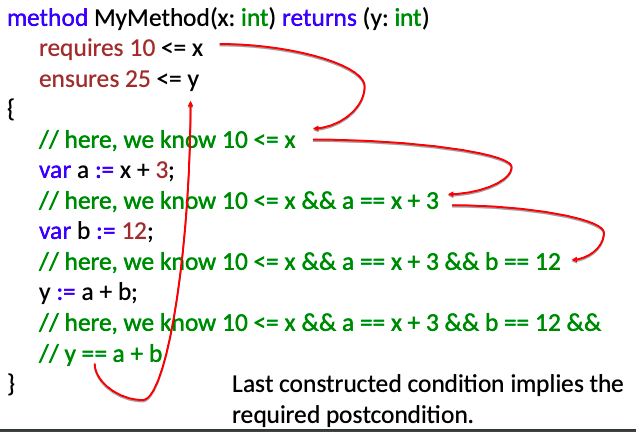 method MyMethod(x: int) returns (y: int)
requires 10 <= x
ensures 25 <= y
{
// here, we know 10 <= x
var a := x + 3;
// here, we know 10 <= x && a == x + 3
var b := 12;
// here, we know 10 <= x && a == x + 3 && b == 12
y := a + b;
// here, we know 10 <= x && a == x + 3 && b == 12 &&
// y == a + b
}
Last constructed condition implies the
required postcondition.